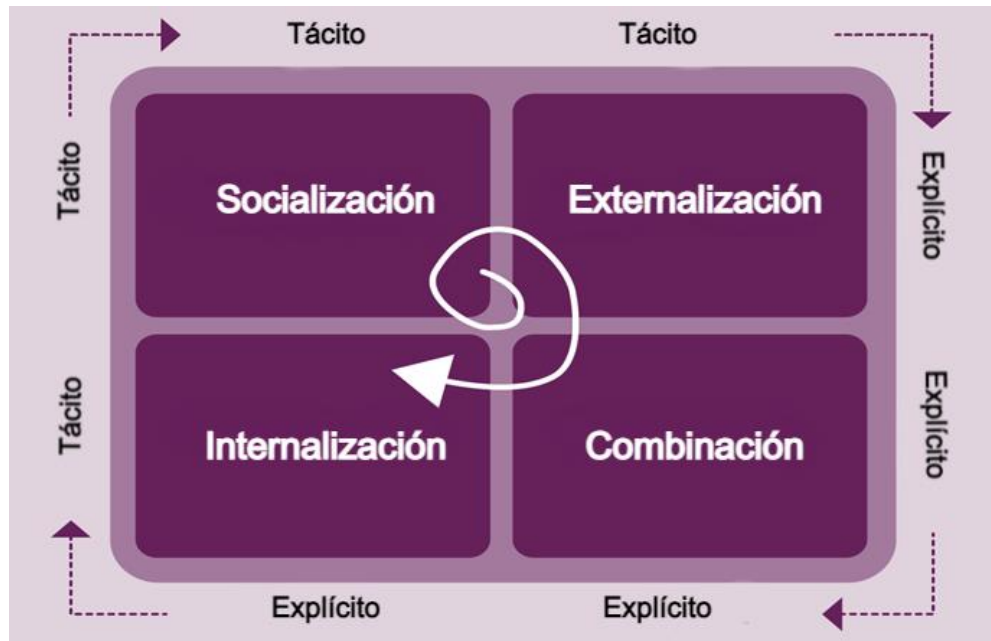 Tácito
Tácito
Tácito
Explícito
Socialización
Externalización
Tácito
Explícito
Internalización
Combinación
Explícito
Explícito